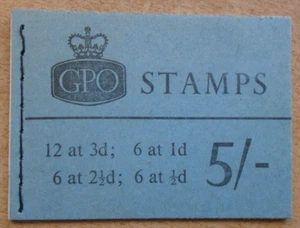 GPO STAMPS
12 at 3d; 6 at 1d
6 at 2½d; 6 at ½d
5/-